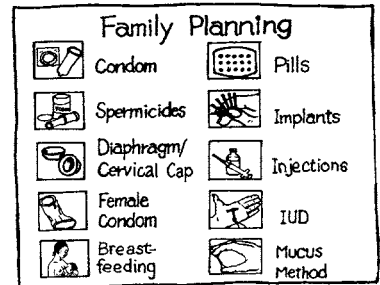 Family Planning
Condom
Pills
Spermicides
Implants
Diaphragm/
Cervical Cap
Injections
Female
Condom
IUD
Breast-
feeding
Mucus
Method